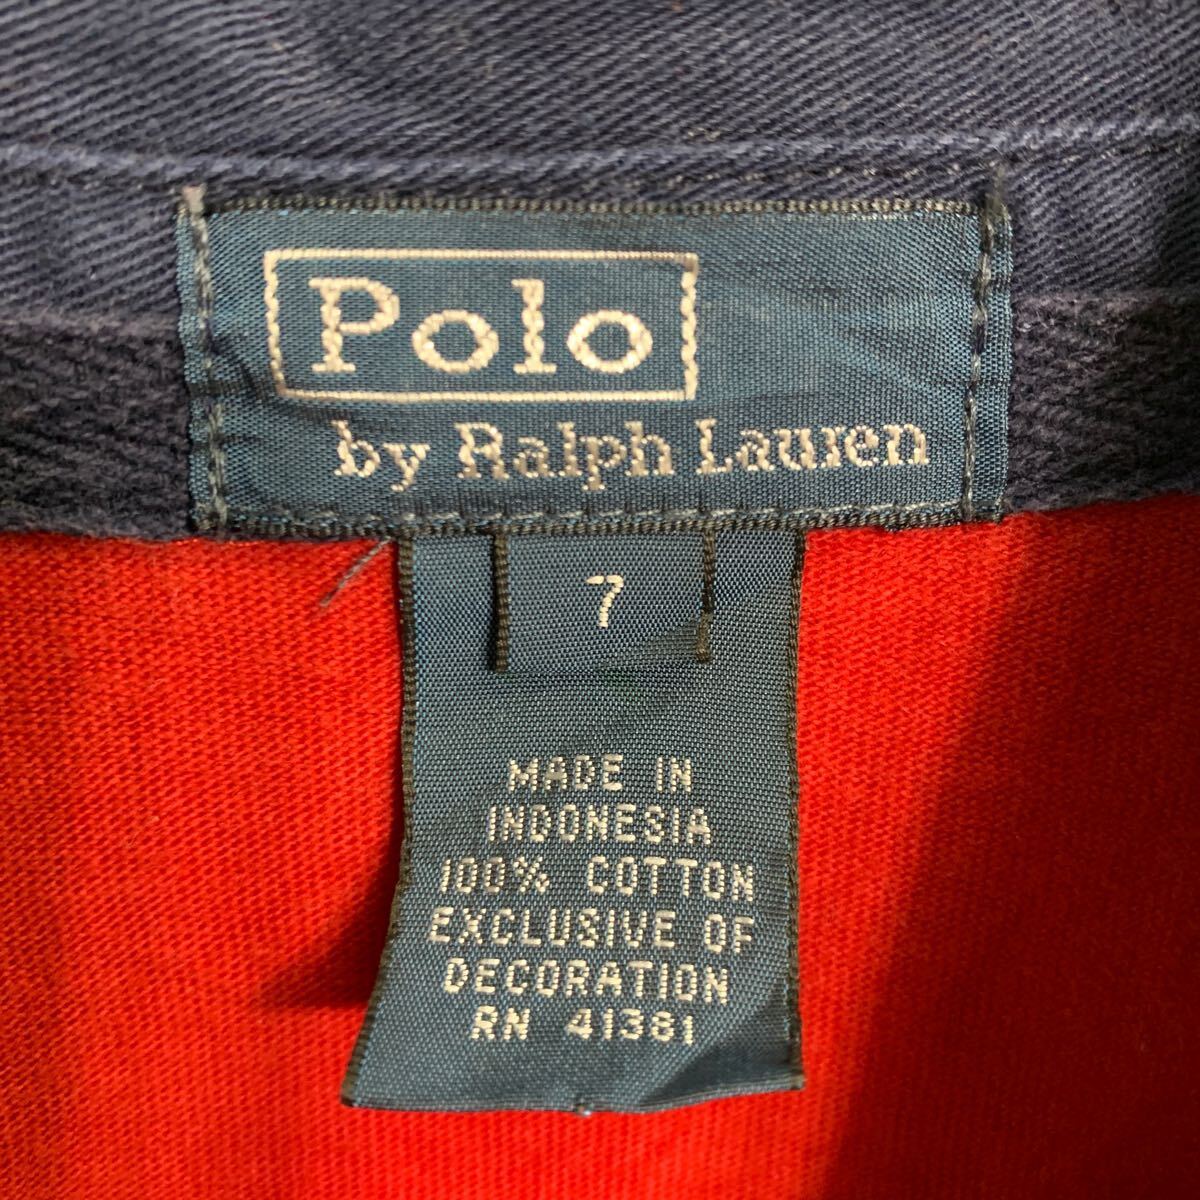 Polo
by Ralph Lauren
7
MADE IN
INDONESIA
100% COTTON
EXCLUSIVE OF
DECORATION
RN 41381